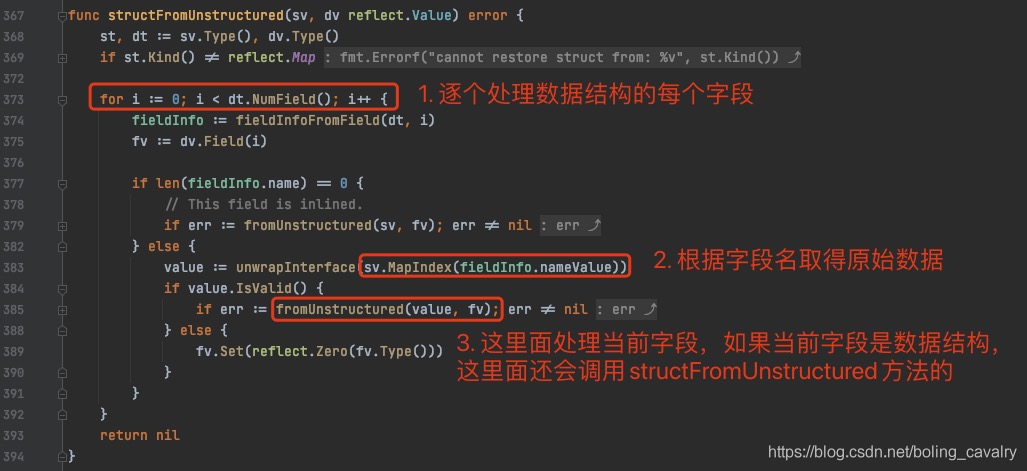 367 func structFromUnstructured(sv, dv reflect.Value) error {
368 st, dt := sv.Type(), dv.Type()
369 if st.Kind() ≠ reflect.Map : fmt.Errorf("cannot restore struct from: %v", st.Kind()) ⤴
372
373 for i := 0; i < dt.NumField(); i++ { 1. 逐个处理数据结构的每个字段
374 fieldInfo := fieldInfoFromField(dt, i)
375 fv := dv.Field(i)
376
377 if len(fieldInfo.name) == 0 {
378 // This field is inlined.
379 if err := fromUnstructured(sv, fv); err ≠ nil : err ⤴
382 } else {
383 value := unwrapInterface(sv.MapIndex(fieldInfo.nameValue)) 2. 根据字段名取得原始数据
384 if value.IsValid() {
385 if err := fromUnstructured(value, fv); err ≠ nil : err ⤴
388 } else {
389 fv.Set(reflect.Zero(fv.Type())) 3. 这里面处理当前字段，如果当前字段是数据结构，
390 } 这里面还会调用 structFromUnstructured 方法的
391 }
392 }
393 return nil
394 }
https://blog.csdn.net/boling_cavalry